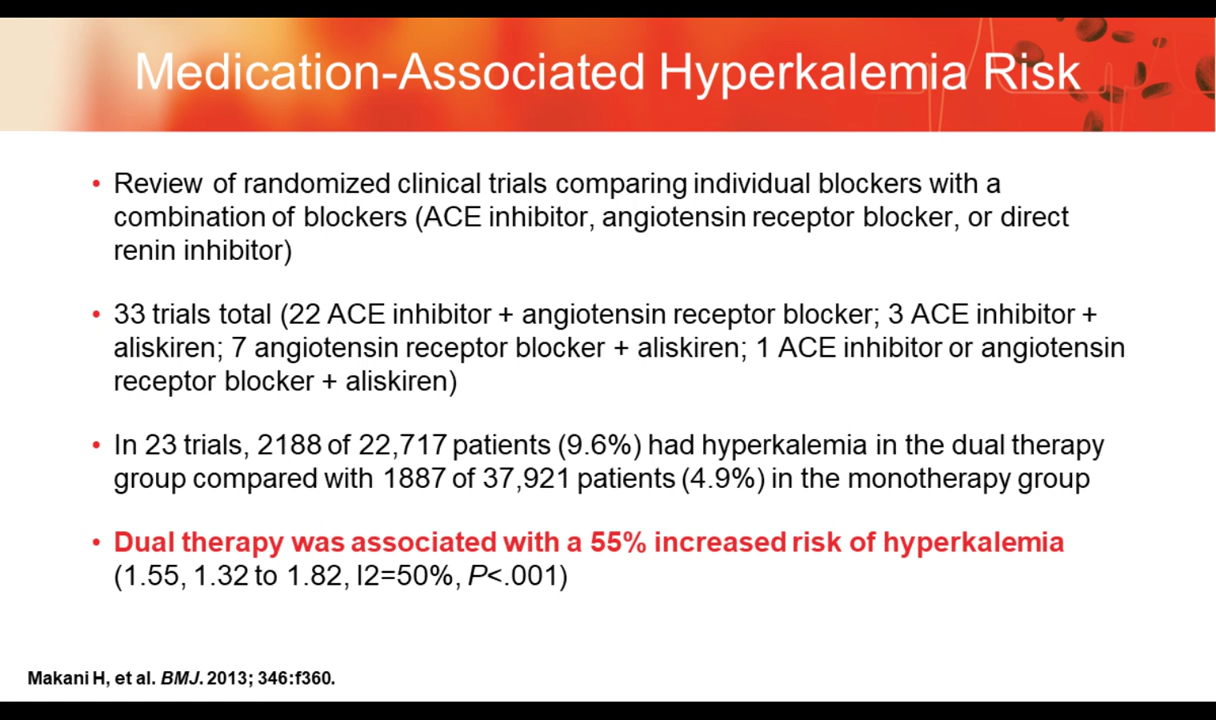 Medication-Associated Hyperkalemia Risk
• Review of randomized clinical trials comparing individual blockers with a
combination of blockers (ACE inhibitor, angiotensin receptor blocker, or direct
renin inhibitor)
• 33 trials total (22 ACE inhibitor + angiotensin receptor blocker; 3 ACE inhibitor +
aliskiren; 7 angiotensin receptor blocker + aliskiren; 1 ACE inhibitor or angiotensin
receptor blocker + aliskiren)
• In 23 trials, 2188 of 22,717 patients (9.6%) had hyperkalemia in the dual therapy
group compared with 1887 of 37,921 patients (4.9%) in the monotherapy group
• Dual therapy was associated with a 55% increased risk of hyperkalemia
(1.55, 1.32 to 1.82, I2=50%, P<.001)
Makani H, et al. BMJ. 2013; 346:f360.